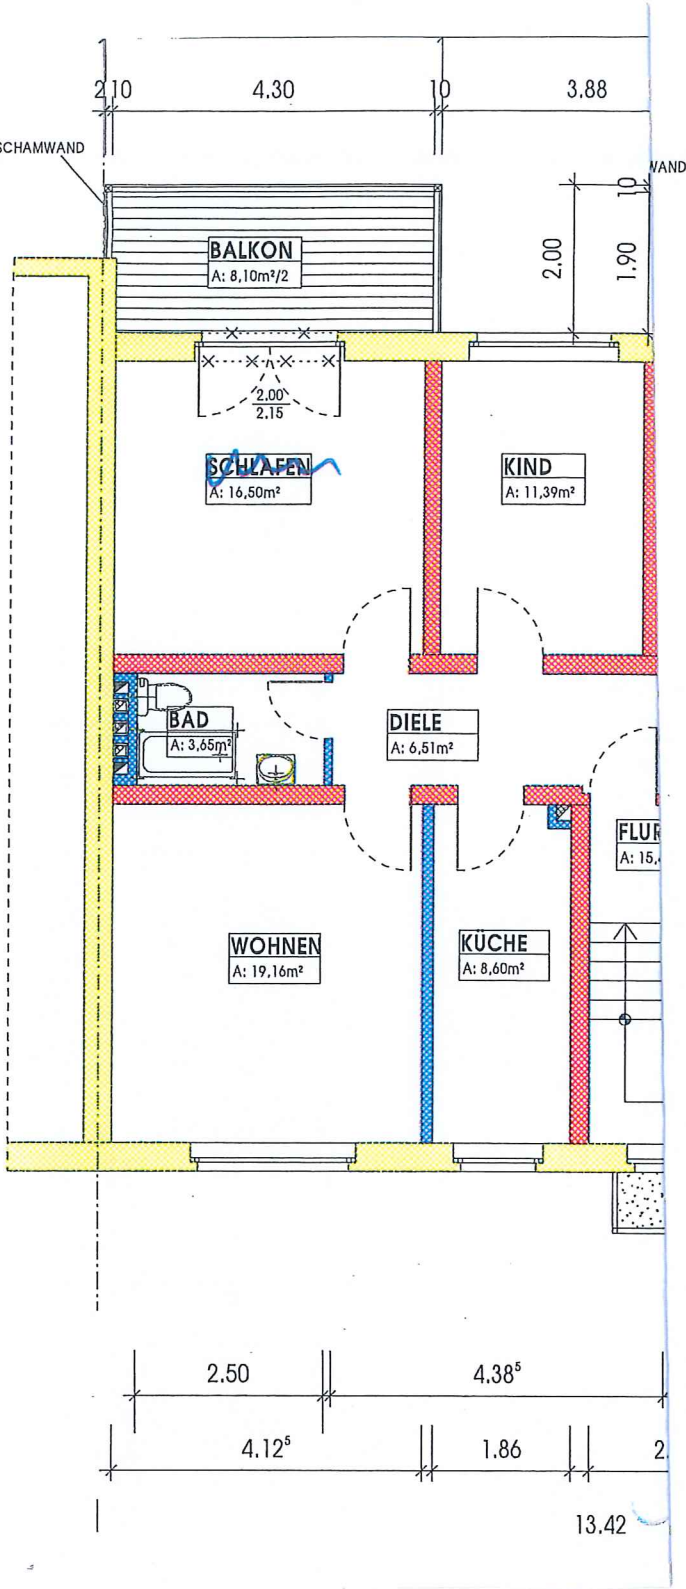 2 10 4.30 10 3.88
SCHAMWAND
WAND
10
2.00
1.90
BALKON
A: 8,10m²/2
2.00
2.15
SCHLAFEN
A: 16,50m²
KIND
A: 11,39m²
BAD
A: 3,65m²
DIELE
A: 6,51m²
FLUR
A: 15,
WOHNEN
A: 19,16m²
KÜCHE
A: 8,60m²
2.50 4.38⁵
4.12⁵ 1.86 2.
13.42